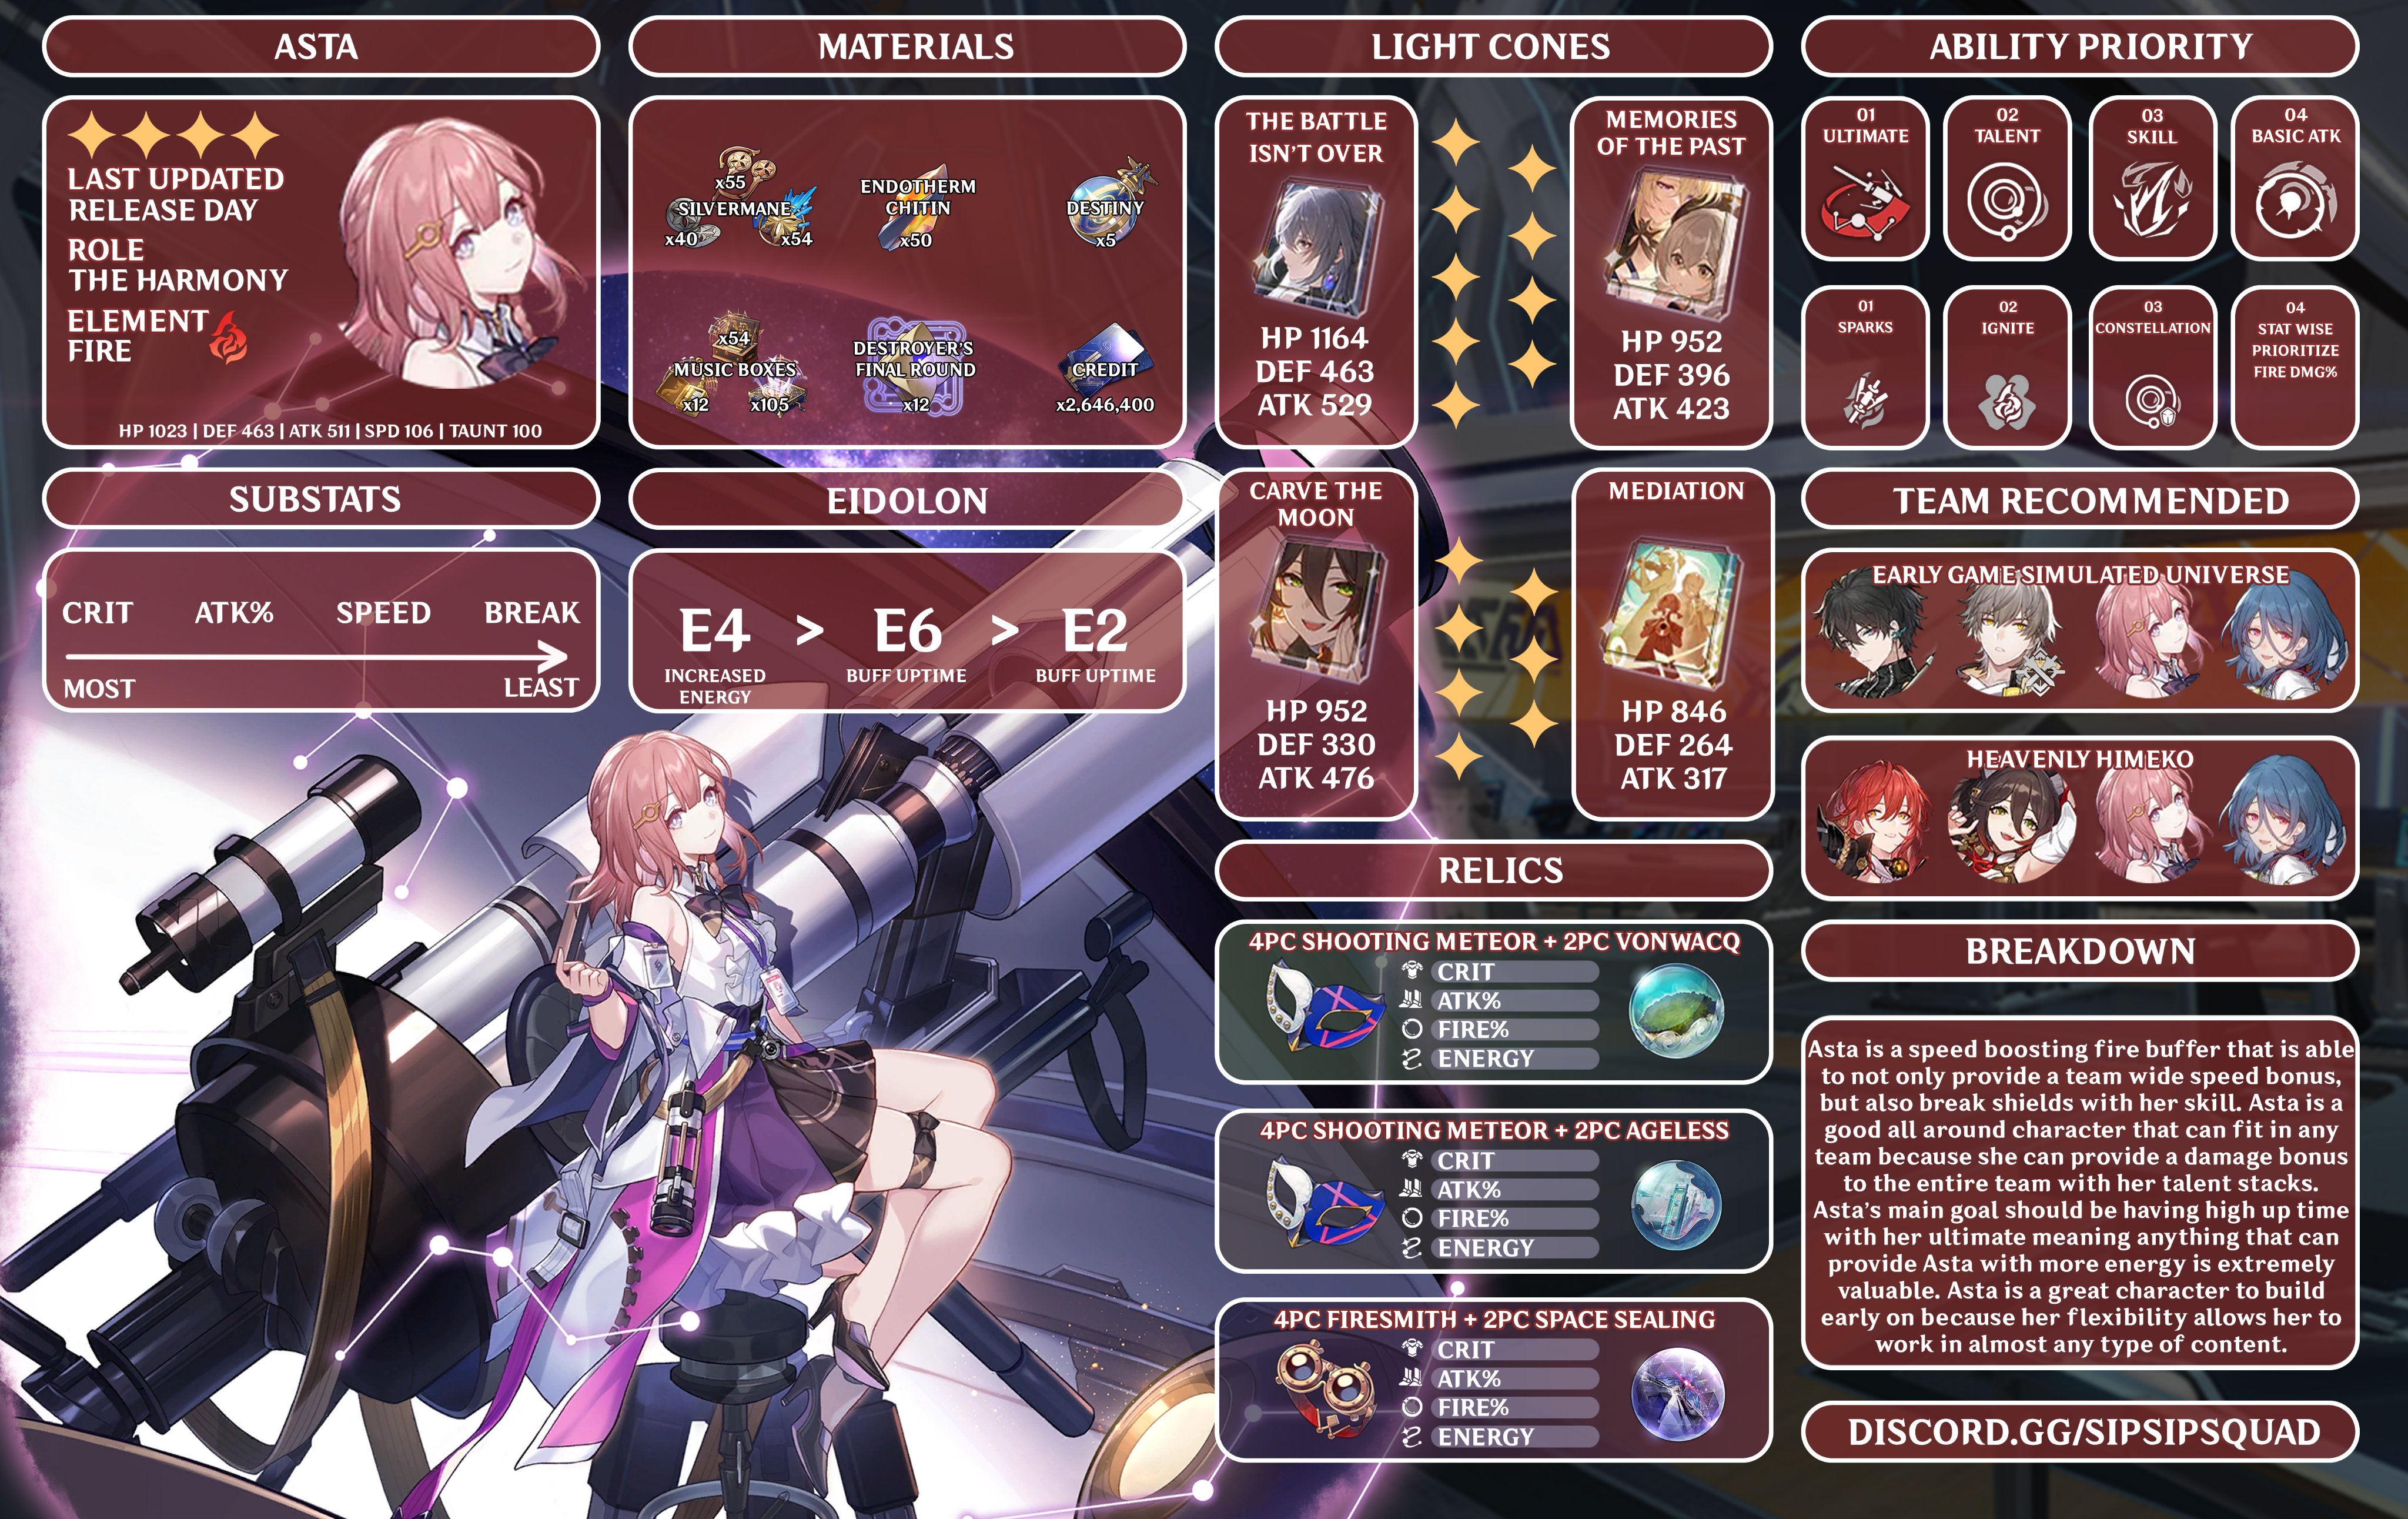 ASTA
LAST UPDATED
RELEASE DAY
ROLE
THE HARMONY
ELEMENT
FIRE
HP 1023 | DEF 463 | ATK 511 | SPD 106 | TAUNT 100
MATERIALS
x55
SILVERMANE
x40
x54
ENDOTHERM
CHITIN
x50
DESTINY
x5
x54
MUSIC BOXES
x12
x105
DESTROYER'S
FINAL ROUND
x12
CREDIT
x2,646,400
SUBSTATS
CRIT ATK% SPEED BREAK
MOST
LEAST
EIDOLON
E4 > E6 > E2
INCREASED
ENERGY
BUFF UPTIME
BUFF UPTIME
LIGHT CONES
THE BATTLE
ISN'T OVER
HP 1164
DEF 463
ATK 529
MEMORIES
OF THE PAST
HP 952
DEF 396
ATK 423
CARVE THE
MOON
HP 952
DEF 330
ATK 476
MEDIATION
HP 846
DEF 264
ATK 317
RELICS
4PC SHOOTING METEOR + 2PC VONWACQ
CRIT
ATK%
FIRE%
ENERGY
4PC SHOOTING METEOR + 2PC AGELESS
CRIT
ATK%
FIRE%
ENERGY
4PC FIRESMITH + 2PC SPACE SEALING
CRIT
ATK%
FIRE%
ENERGY
ABILITY PRIORITY
01
ULTIMATE
02
TALENT
03
SKILL
04
BASIC ATK
01
SPARKS
02
IGNITE
03
CONSTELLATION
04
STAT WISE
PRIORITIZE
FIRE DMG%
TEAM RECOMMENDED
EARLY GAME SIMULATED UNIVERSE
HEAVENLY HIMEKO
BREAKDOWN
Asta is a speed boosting fire buffer that is able
to not only provide a team wide speed bonus,
but also break shields with her skill. Asta is a
good all around character that can fit in any
team because she can provide a damage bonus
to the entire team with her talent stacks.
Asta's main goal should be having high up time
with her ultimate meaning anything that can
provide Asta with more energy is extremely
valuable. Asta is a great character to build
early on because her flexibility allows her to
work in almost any type of content.
DISCORD.GG/SIPSIPSQUAD